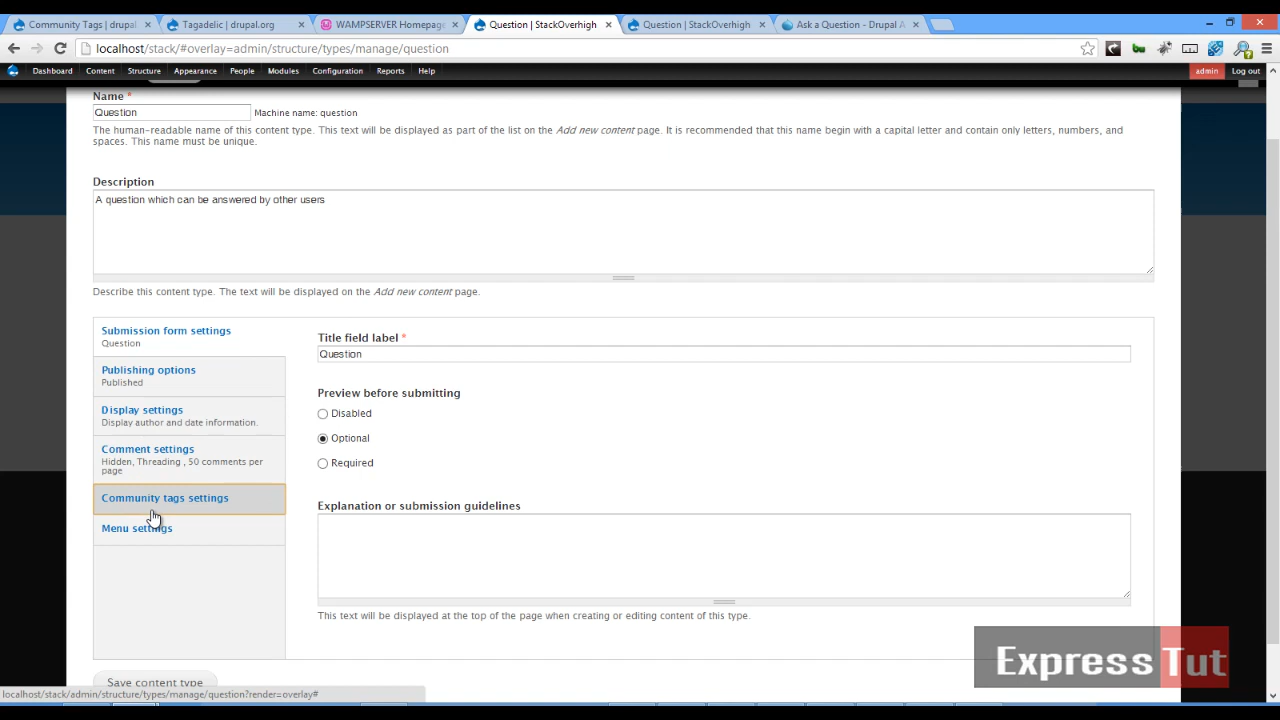 Community Tags | drupal
Tagadelic | drupal.org
WAMPSERVER Homepage
Question | StackOverhigh
Question | StackOverhigh
Ask a Question - Drupal A
localhost/stack/#overlay=admin/structure/types/manage/question
Dashboard Content Structure Appearance People Modules Configuration Reports Help admin Log out
Name *
Question Machine name: question
The human-readable name of this content type. This text will be displayed as part of the list on the Add new content page. It is recommended that this name begin with a capital letter and contain only letters, numbers, and
spaces. This name must be unique.
Description
A question which can be answered by other users
Describe this content type. The text will be displayed on the Add new content page.
Submission form settings
Question
Publishing options
Published
Display settings
Display author and date information.
Comment settings
Hidden, Threading , 50 comments per
page
Community tags settings
Menu settings
Title field label *
Question
Preview before submitting
Disabled
Optional
Required
Explanation or submission guidelines
This text will be displayed at the top of the page when creating or editing content of this type.
Save content type
localhost/stack/admin/structure/types/manage/question?render=overlay#
Express Tut